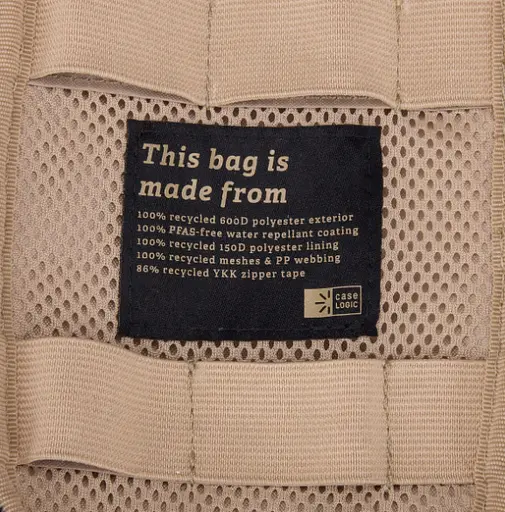 This bag is
made from
100% recycled 600D polyester exterior
100% PFAS-free water repellant coating
100% recycled 150D polyester lining
100% recycled meshes & PP webbing
86% recycled YKK zipper tape
case
LOGIC